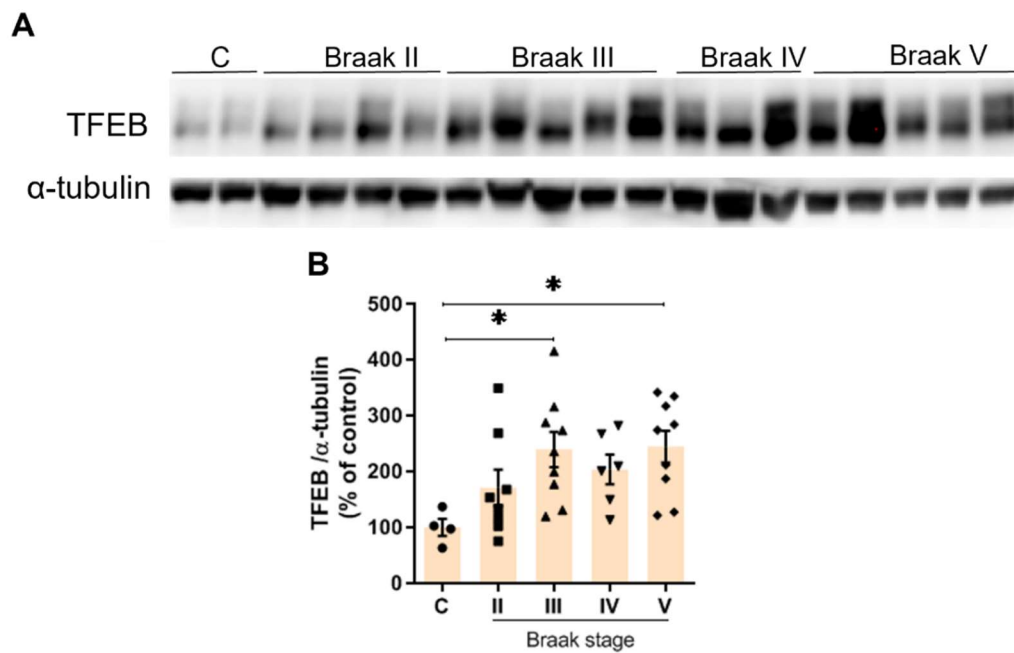 A
C Braak II Braak III Braak IV Braak V
TFEB
α-tubulin
B
*
*
TFEB/α-tubulin
(% of control)
500
400
300
200
100
0
C II III IV V
Braak stage